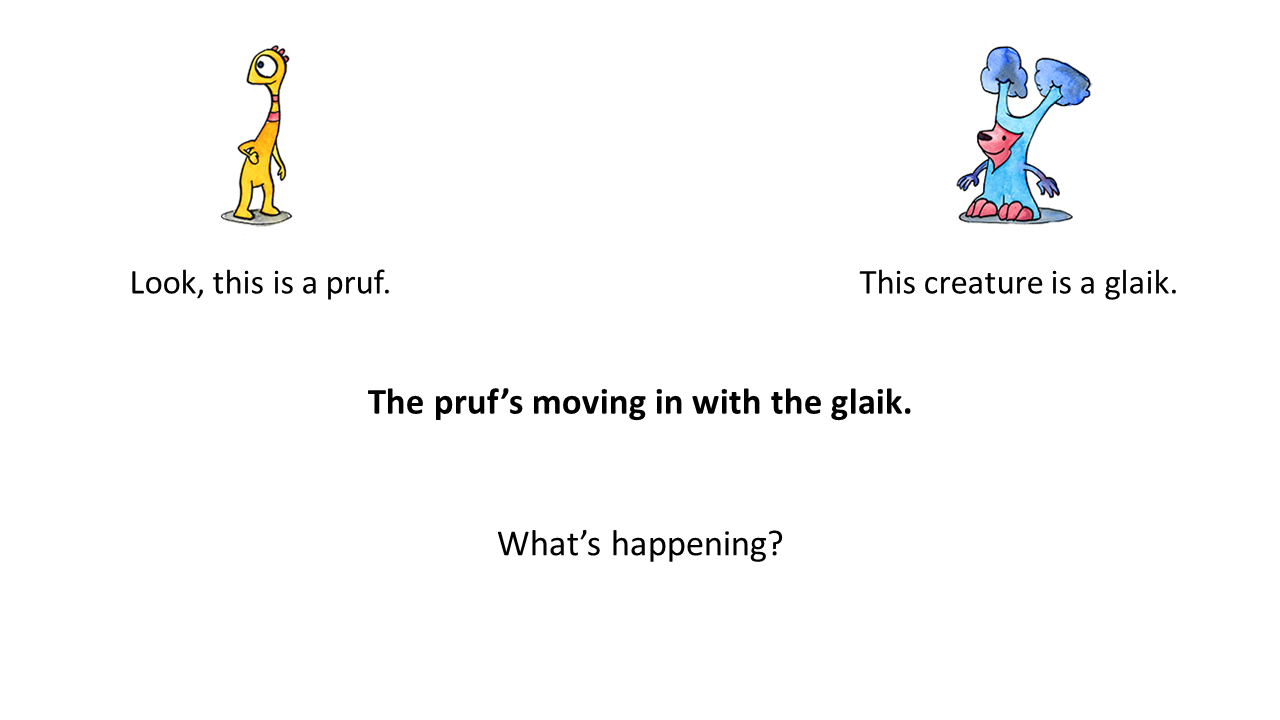 Look, this is a pruf.
This creature is a glaik.
The pruf’s moving in with the glaik.
What’s happening?